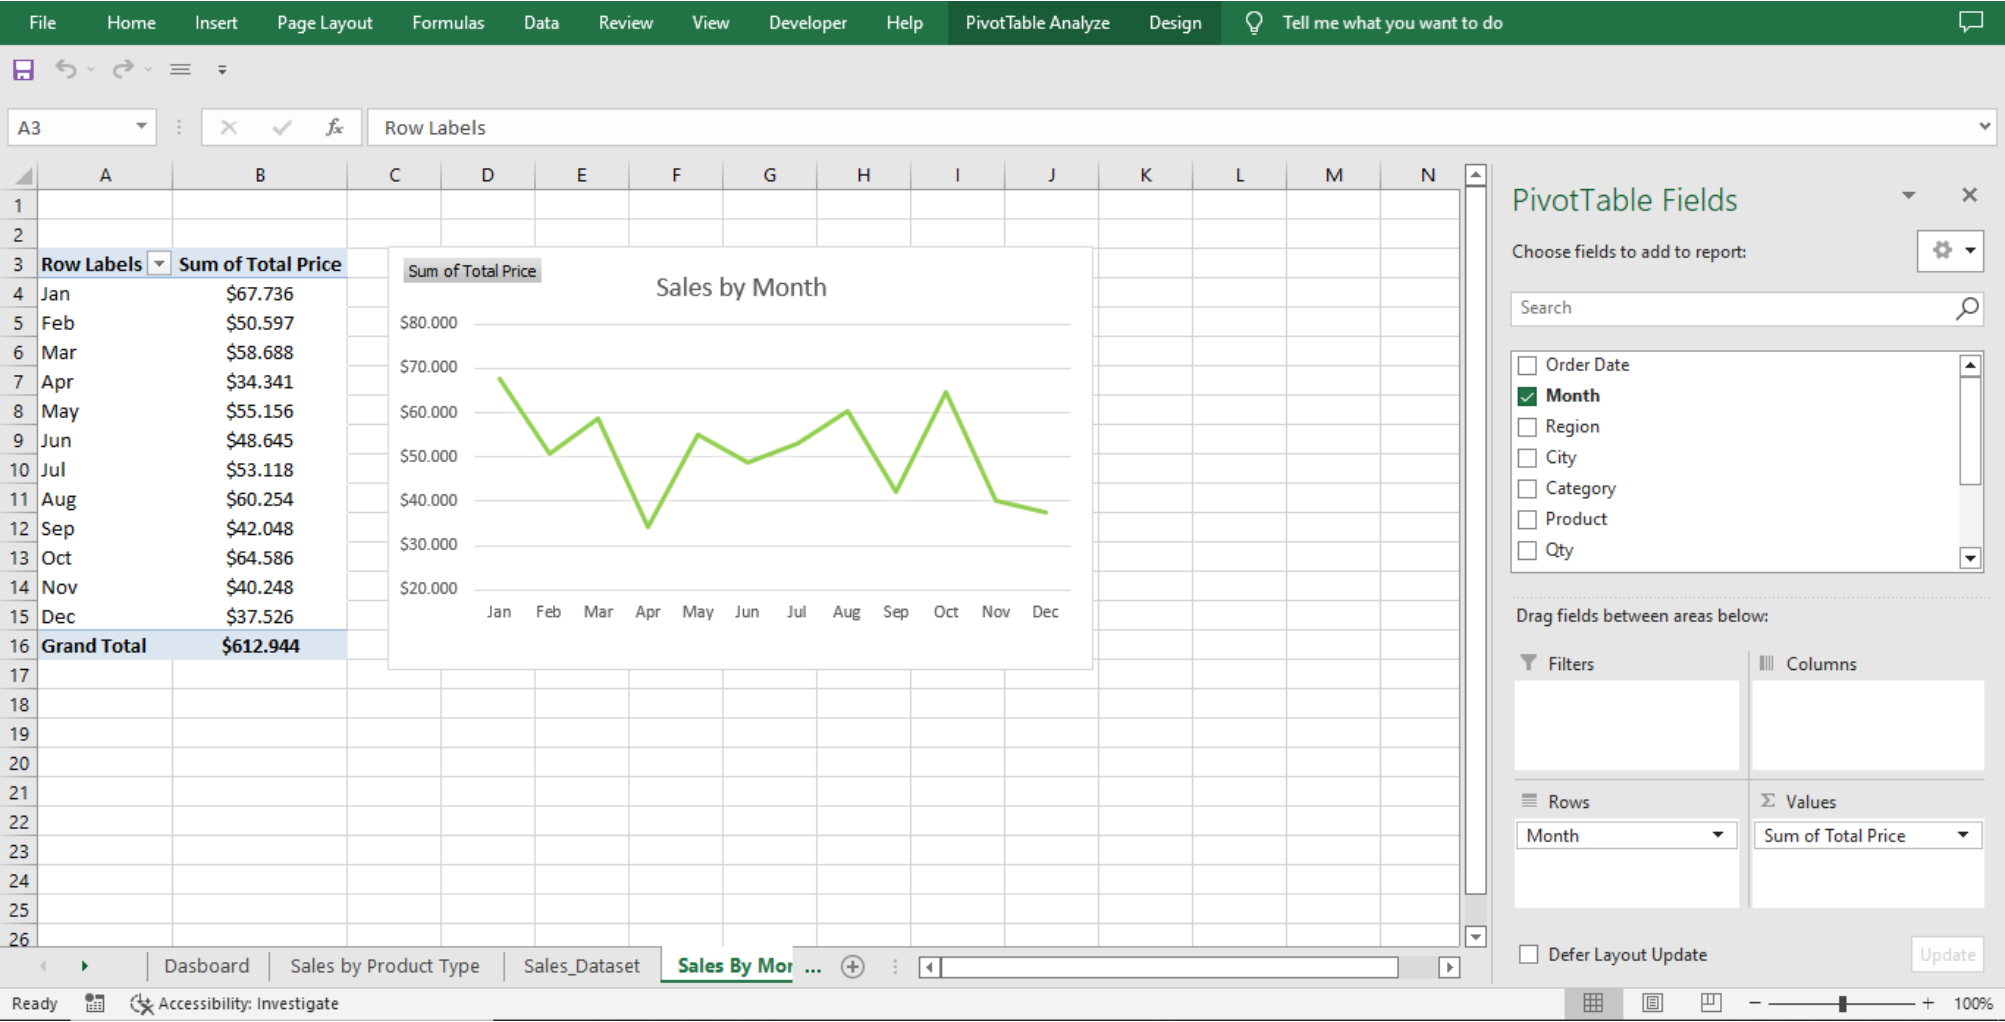 File Home Insert Page Layout Formulas Data Review View Developer Help PivotTable Analyze Design Tell me what you want to do
A3 fx Row Labels
A B C D E F G H I J K L M N
1
2
3 Row Labels Sum of Total Price
4 Jan $67.736
5 Feb $50.597
6 Mar $58.688
7 Apr $34.341
8 May $55.156
9 Jun $48.645
10 Jul $53.118
11 Aug $60.254
12 Sep $42.048
13 Oct $64.586
14 Nov $40.248
15 Dec $37.526
16 Grand Total $612.944
17
18
19
20
21
22
23
24
25
26
Sum of Total Price
Sales by Month
$80.000
$70.000
$60.000
$50.000
$40.000
$30.000
$20.000
Jan Feb Mar Apr May Jun Jul Aug Sep Oct Nov Dec
PivotTable Fields
Choose fields to add to report:
Search
Order Date
Month
Region
City
Category
Product
Qty
Drag fields between areas below:
Filters Columns
Rows Σ Values
Month Sum of Total Price
Defer Layout Update Update
Dasboard Sales by Product Type Sales_Dataset Sales By Mor ...
Ready Accessibility: Investigate 100%